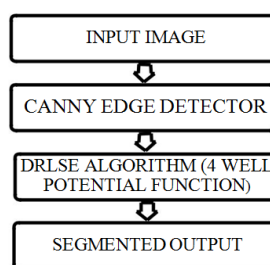 INPUT IMAGE
CANNY EDGE DETECTOR
DRLSE ALGORITHM (4 WELL
POTENTIAL FUNCTION)
SEGMENTED OUTPUT